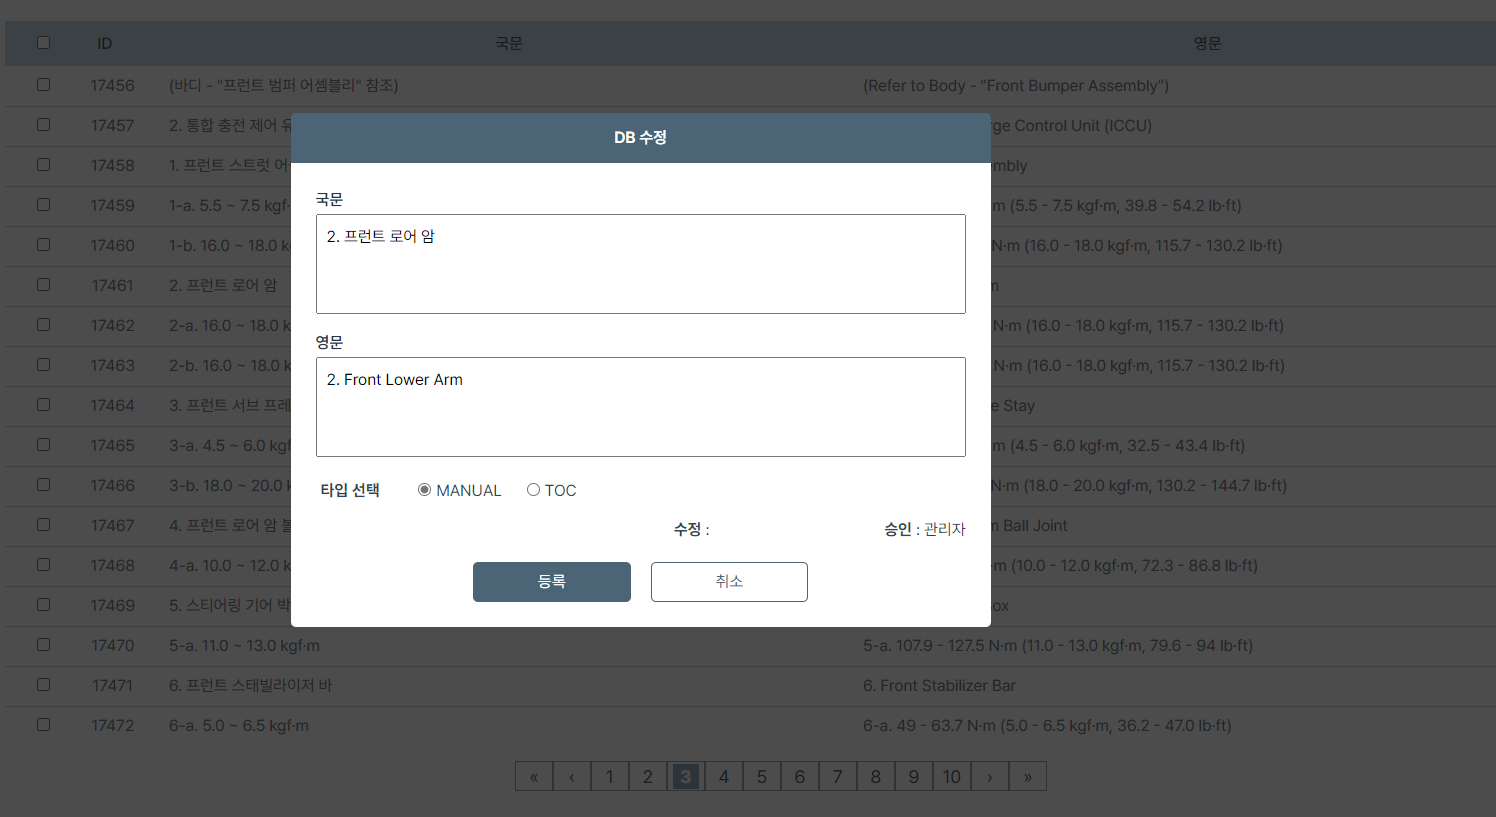 ID 국문 영문
17456 (바디 - "프런트 범퍼 어셈블리" 참조) (Refer to Body - "Front Bumper Assembly")
17457 2. 통합 충전 제어 Control Unit (ICCU)
17458 1. 프런트 스트럿
17459 1-a. 5.5 ~ 7.5 (5.5 - 7.5 kgf·m, 39.8 - 54.2 lb·ft)
17460 1-b. 16.0 ~ 18.0 N·m (16.0 - 18.0 kgf·m, 115.7 - 130.2 lb·ft)
17461 2. 프런트 로어 암
17462 2-a. 16.0 ~ 18.0 N·m (16.0 - 18.0 kgf·m, 115.7 - 130.2 lb·ft)
17463 2-b. 16.0 ~ 18.0 N·m (16.0 - 18.0 kgf·m, 115.7 - 130.2 lb·ft)
17464 3. 프런트 서브 Stay
17465 3-a. 4.5 ~ 6.0 (4.5 - 6.0 kgf·m, 32.5 - 43.4 lb·ft)
17466 3-b. 18.0 ~ 20.0 N·m (18.0 - 20.0 kgf·m, 130.2 - 144.7 lb·ft)
17467 4. 프런트 로어 암 Ball Joint
17468 4-a. 10.0 ~ 12.0 (10.0 - 12.0 kgf·m, 72.3 - 86.8 lb·ft)
17469 5. 스티어링 기어
17470 5-a. 11.0 ~ 13.0 kgf·m 5-a. 107.9 - 127.5 N·m (11.0 - 13.0 kgf·m, 79.6 - 94 lb·ft)
17471 6. 프런트 스태빌라이저 바 6. Front Stabilizer Bar
17472 6-a. 5.0 ~ 6.5 kgf·m 6-a. 49 - 63.7 N·m (5.0 - 6.5 kgf·m, 36.2 - 47.0 lb·ft)
« ‹ 1 2 3 4 5 6 7 8 9 10 › »
DB 수정
국문
2. 프런트 로어 암
영문
2. Front Lower Arm
타입 선택 MANUAL TOC
수정 : 승인 : 관리자
등록 취소